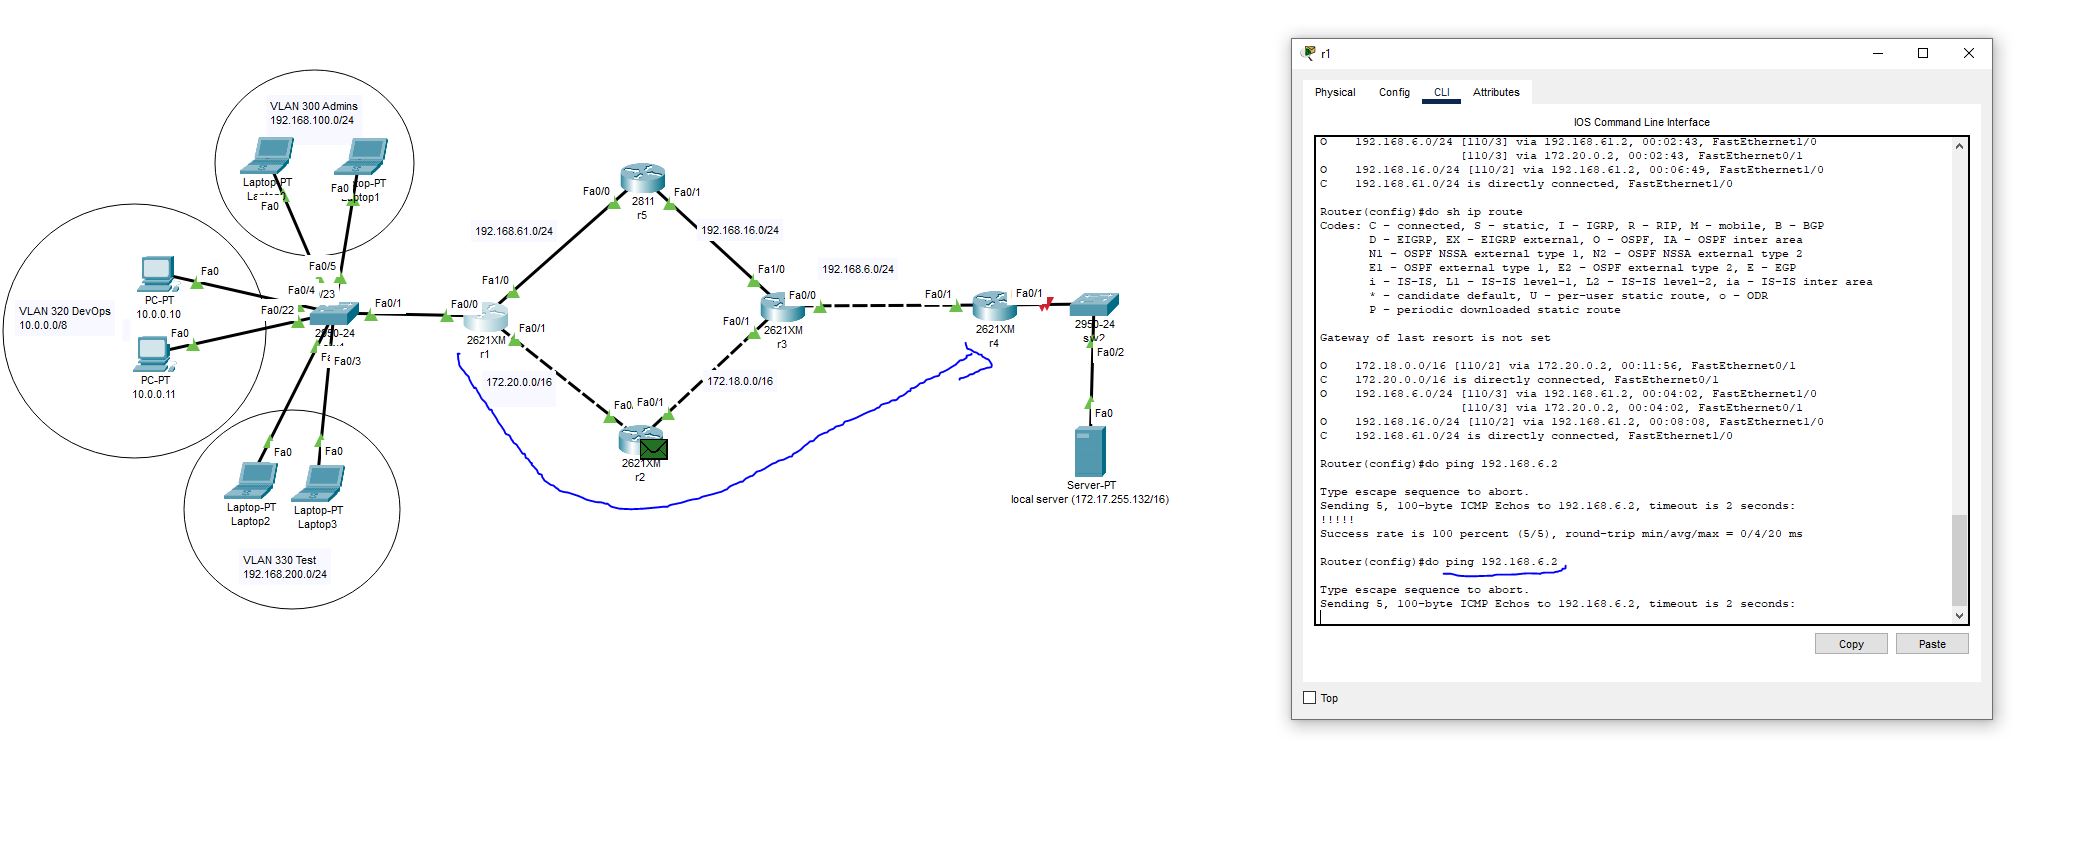 VLAN 300 Admins
192.168.100.0/24
Laptop-PT
Fa0
Fa0
top-PT
Laptop1
VLAN 320 DevOps
10.0.0.0/8
Fa0
PC-PT
10.0.0.10
Fa0
PC-PT
10.0.0.11
Fa0/5
Fa0/4
/23
Fa0/22
Fa0/1
2950-24
Fa0/3
Fa0
Fa0
Laptop-PT
Laptop2
Laptop-PT
Laptop3
VLAN 330 Test
192.168.200.0/24
Fa0/0
Fa1/0
Fa0/1
2621XM
r1
192.168.61.0/24
Fa0/0
Fa0/1
2811
r5
192.168.16.0/24
172.20.0.0/16
Fa0/
Fa0/1
2621XM
r2
172.18.0.0/16
Fa1/0
Fa0/0
Fa0/1
2621XM
r3
192.168.6.0/24
Fa0/1
Fa0/1
2621XM
r4
2950-24
sw2
Fa0/2
Fa0
Server-PT
local server (172.17.255.132/16)
r1
Physical Config CLI Attributes
IOS Command Line Interface
O 192.168.6.0/24 [110/3] via 192.168.61.2, 00:02:43, FastEthernet1/0
[110/3] via 172.20.0.2, 00:02:43, FastEthernet0/1
O 192.168.16.0/24 [110/2] via 192.168.61.2, 00:06:49, FastEthernet1/0
C 192.168.61.0/24 is directly connected, FastEthernet1/0
Router(config)#do sh ip route
Codes: C - connected, S - static, I - IGRP, R - RIP, M - mobile, B - BGP
D - EIGRP, EX - EIGRP external, O - OSPF, IA - OSPF inter area
N1 - OSPF NSSA external type 1, N2 - OSPF NSSA external type 2
E1 - OSPF external type 1, E2 - OSPF external type 2, E - EGP
i - IS-IS, L1 - IS-IS level-1, L2 - IS-IS level-2, ia - IS-IS inter area
* - candidate default, U - per-user static route, o - ODR
P - periodic downloaded static route
Gateway of last resort is not set
O 172.18.0.0/16 [110/2] via 172.20.0.2, 00:11:56, FastEthernet0/1
C 172.20.0.0/16 is directly connected, FastEthernet0/1
O 192.168.6.0/24 [110/3] via 192.168.61.2, 00:04:02, FastEthernet1/0
[110/3] via 172.20.0.2, 00:04:02, FastEthernet0/1
O 192.168.16.0/24 [110/2] via 192.168.61.2, 00:08:08, FastEthernet1/0
C 192.168.61.0/24 is directly connected, FastEthernet1/0
Router(config)#do ping 192.168.6.2
Type escape sequence to abort.
Sending 5, 100-byte ICMP Echos to 192.168.6.2, timeout is 2 seconds:
!!!!!
Success rate is 100 percent (5/5), round-trip min/avg/max = 0/4/20 ms
Router(config)#do ping 192.168.6.2
Type escape sequence to abort.
Sending 5, 100-byte ICMP Echos to 192.168.6.2, timeout is 2 seconds:
Copy Paste
Top